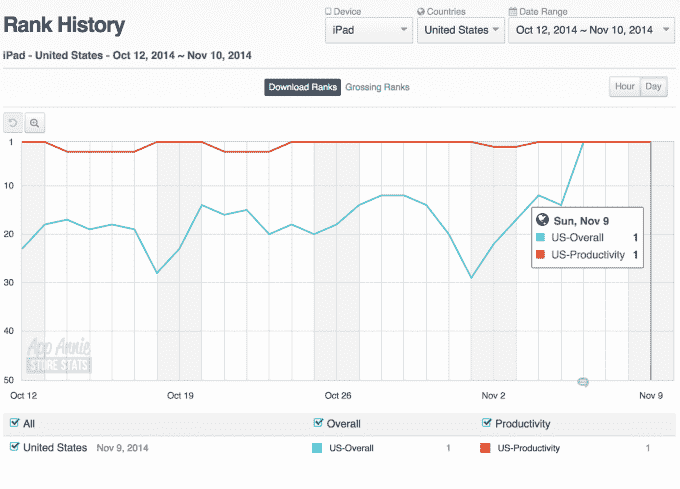 Rank History
Device
Countries
Date Range
iPad
United States
Oct 12, 2014 ~ Nov 10, 2014
iPad - United States - Oct 12, 2014 ~ Nov 10, 2014
Download Ranks
Grossing Ranks
Hour
Day
1
10
20
30
40
50
Sun, Nov 9
US-Overall 1
US-Productivity 1
App Annie
STORE STATS
Oct 12
Oct 19
Oct 26
Nov 2
Nov 9
All
Overall
Productivity
United States Nov 9, 2014
US-Overall 1
US-Productivity 1